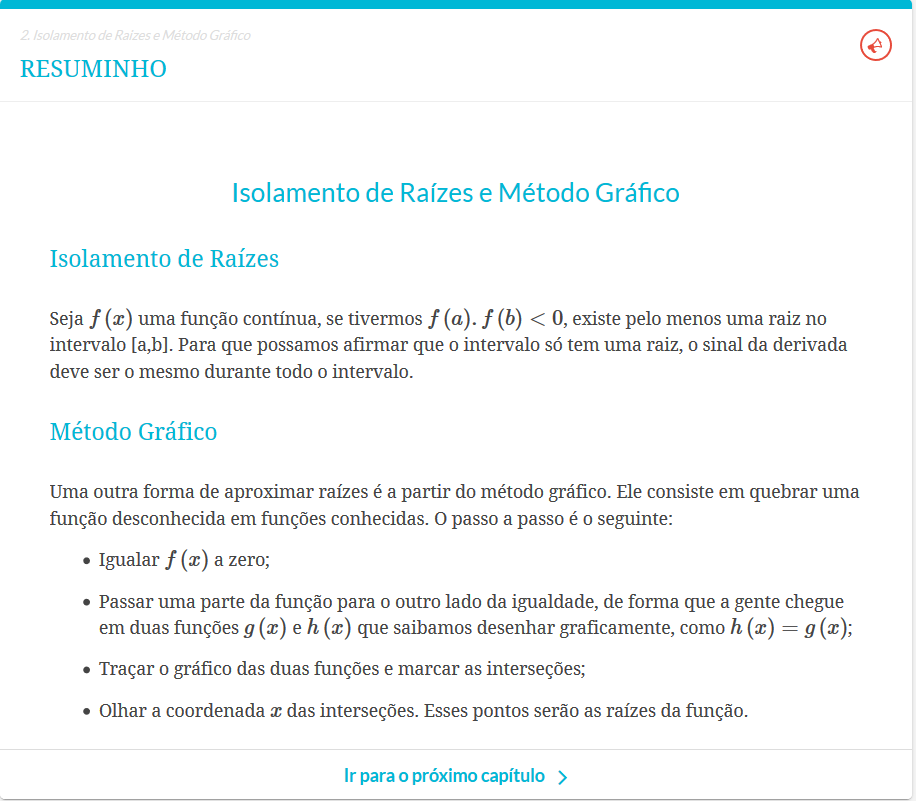 2. Isolamento de Raízes e Método Gráfico
RESUMINHO
Isolamento de Raízes e Método Gráfico
Isolamento de Raízes
Seja f (x) uma função contínua, se tivermos f (a). f (b) < 0, existe pelo menos uma raiz no
intervalo [a,b]. Para que possamos afirmar que o intervalo só tem uma raiz, o sinal da derivada
deve ser o mesmo durante todo o intervalo.
Método Gráfico
Uma outra forma de aproximar raízes é a partir do método gráfico. Ele consiste em quebrar uma
função desconhecida em funções conhecidas. O passo a passo é o seguinte:
• Igualar f (x) a zero;
• Passar uma parte da função para o outro lado da igualdade, de forma que a gente chegue
em duas funções g (x) e h (x) que saibamos desenhar graficamente, como h (x) = g (x);
• Traçar o gráfico das duas funções e marcar as interseções;
• Olhar a coordenada x das interseções. Esses pontos serão as raízes da função.
Ir para o próximo capítulo